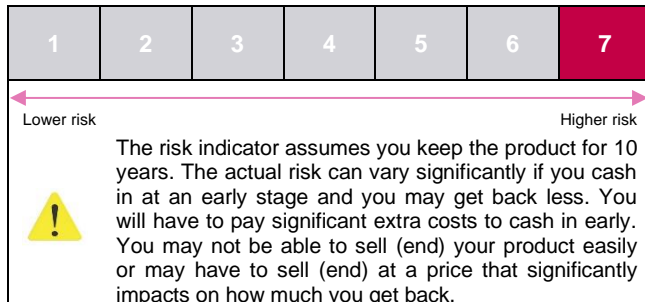 1 2 3 4 5 6 7
Lower risk Higher risk
The risk indicator assumes you keep the product for 10
years. The actual risk can vary significantly if you cash
in at an early stage and you may get back less. You
will have to pay significant extra costs to cash in early.
You may not be able to sell (end) your product easily
or may have to sell (end) at a price that significantly
impacts on how much you get back.